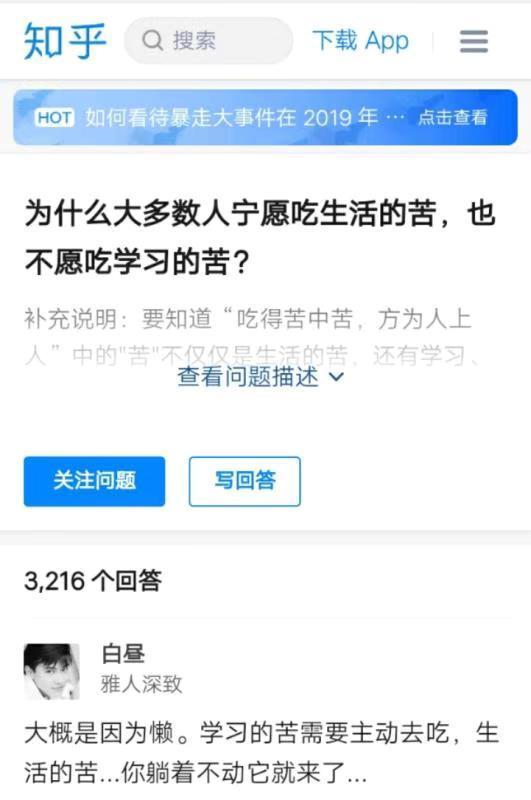 知乎 搜索 下载 App
HOT 如何看待暴走大事件在 2019 年 … 点击查看
为什么大多数人宁愿吃生活的苦，也
不愿吃学习的苦？
补充说明：要知道“吃得苦中苦，方为人上
人”中的"苦"不仅仅是生活的苦，还有学习、
查看问题描述
关注问题 写回答
3,216 个回答
白昼
雅人深致
大概是因为懒。学习的苦需要主动去吃，生
活的苦...你躺着不动它就来了...